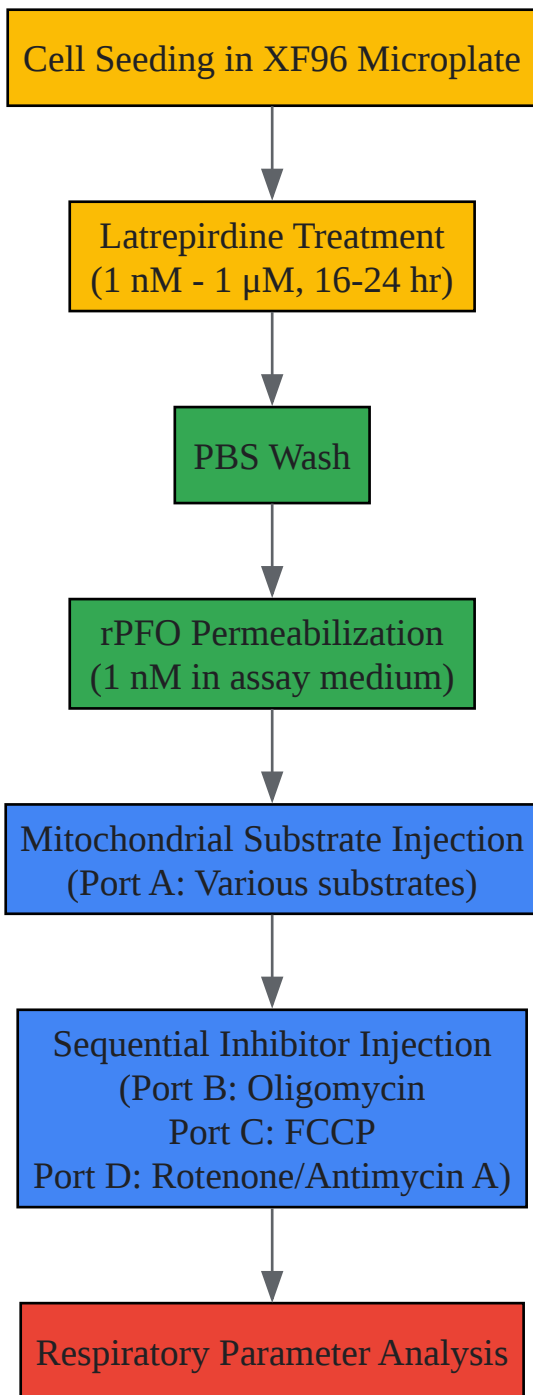 Cell Seeding in XF96 Microplate
Latrepirdine Treatment
(1 nM - 1 μM, 16-24 hr)
PBS Wash
rPFO Permeabilization
(1 nM in assay medium)
Mitochondrial Substrate Injection
(Port A: Various substrates)
Sequential Inhibitor Injection
(Port B: Oligomycin
Port C: FCCP
Port D: Rotenone/Antimycin A)
Respiratory Parameter Analysis